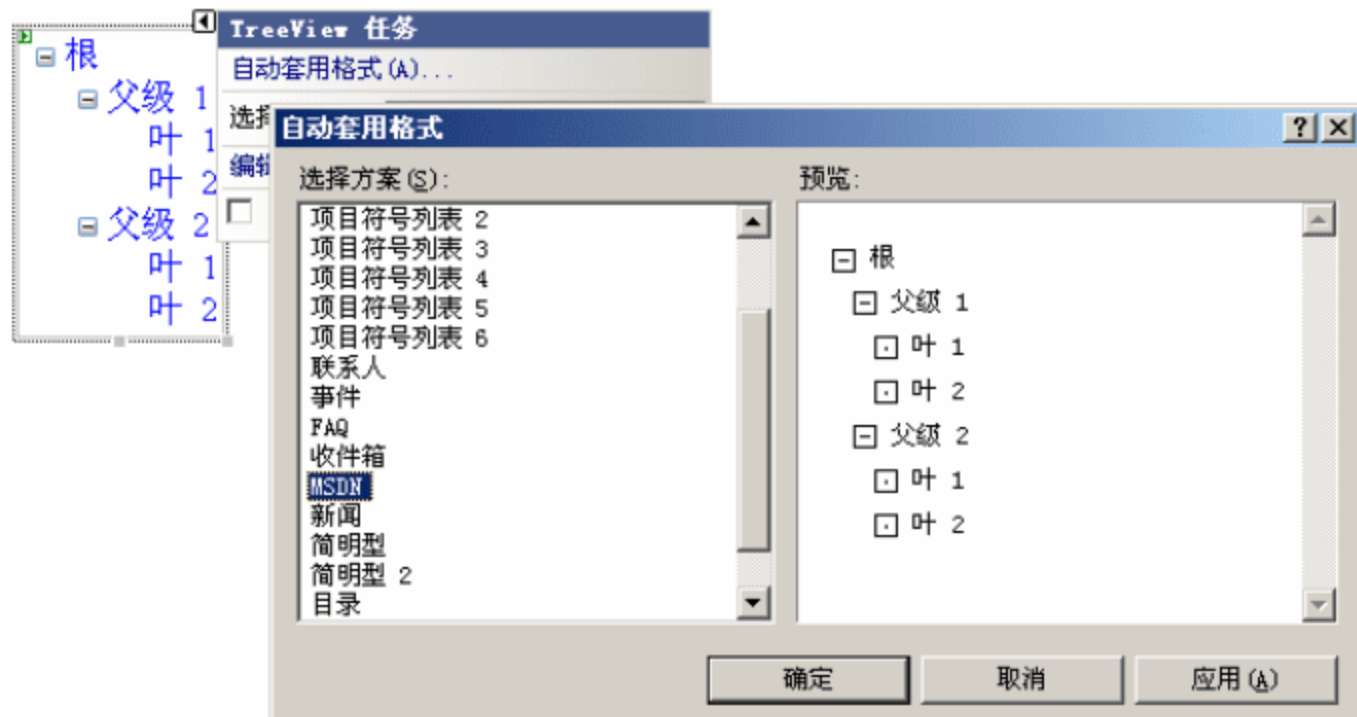 根
父级 1
叶 1
叶 2
父级 2
叶 1
叶 2
TreeView 任务
自动套用格式(A)...
选择
编辑
自动套用格式
选择方案(S):
项目符号列表 2
项目符号列表 3
项目符号列表 4
项目符号列表 5
项目符号列表 6
联系人
事件
FAQ
收件箱
MSDN
新闻
简明型
简明型 2
目录
预览:
根
父级 1
叶 1
叶 2
父级 2
叶 1
叶 2
确定
取消
应用(A)